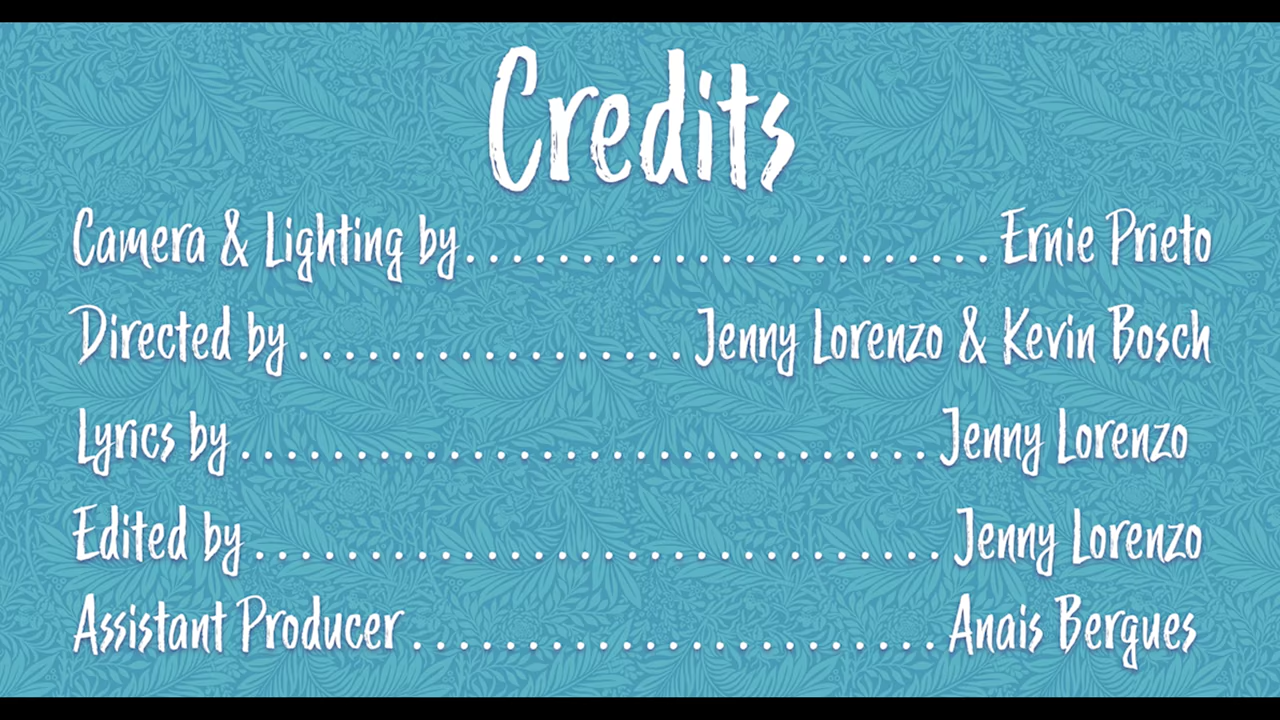 Credits
Camera & Lighting by........................Ernie Prieto
Directed by.................Jenny Lorenzo & Kevin Bosch
Lyrics by..............................Jenny Lorenzo
Edited by..............................Jenny Lorenzo
Assistant Producer.......................Anais Bergues